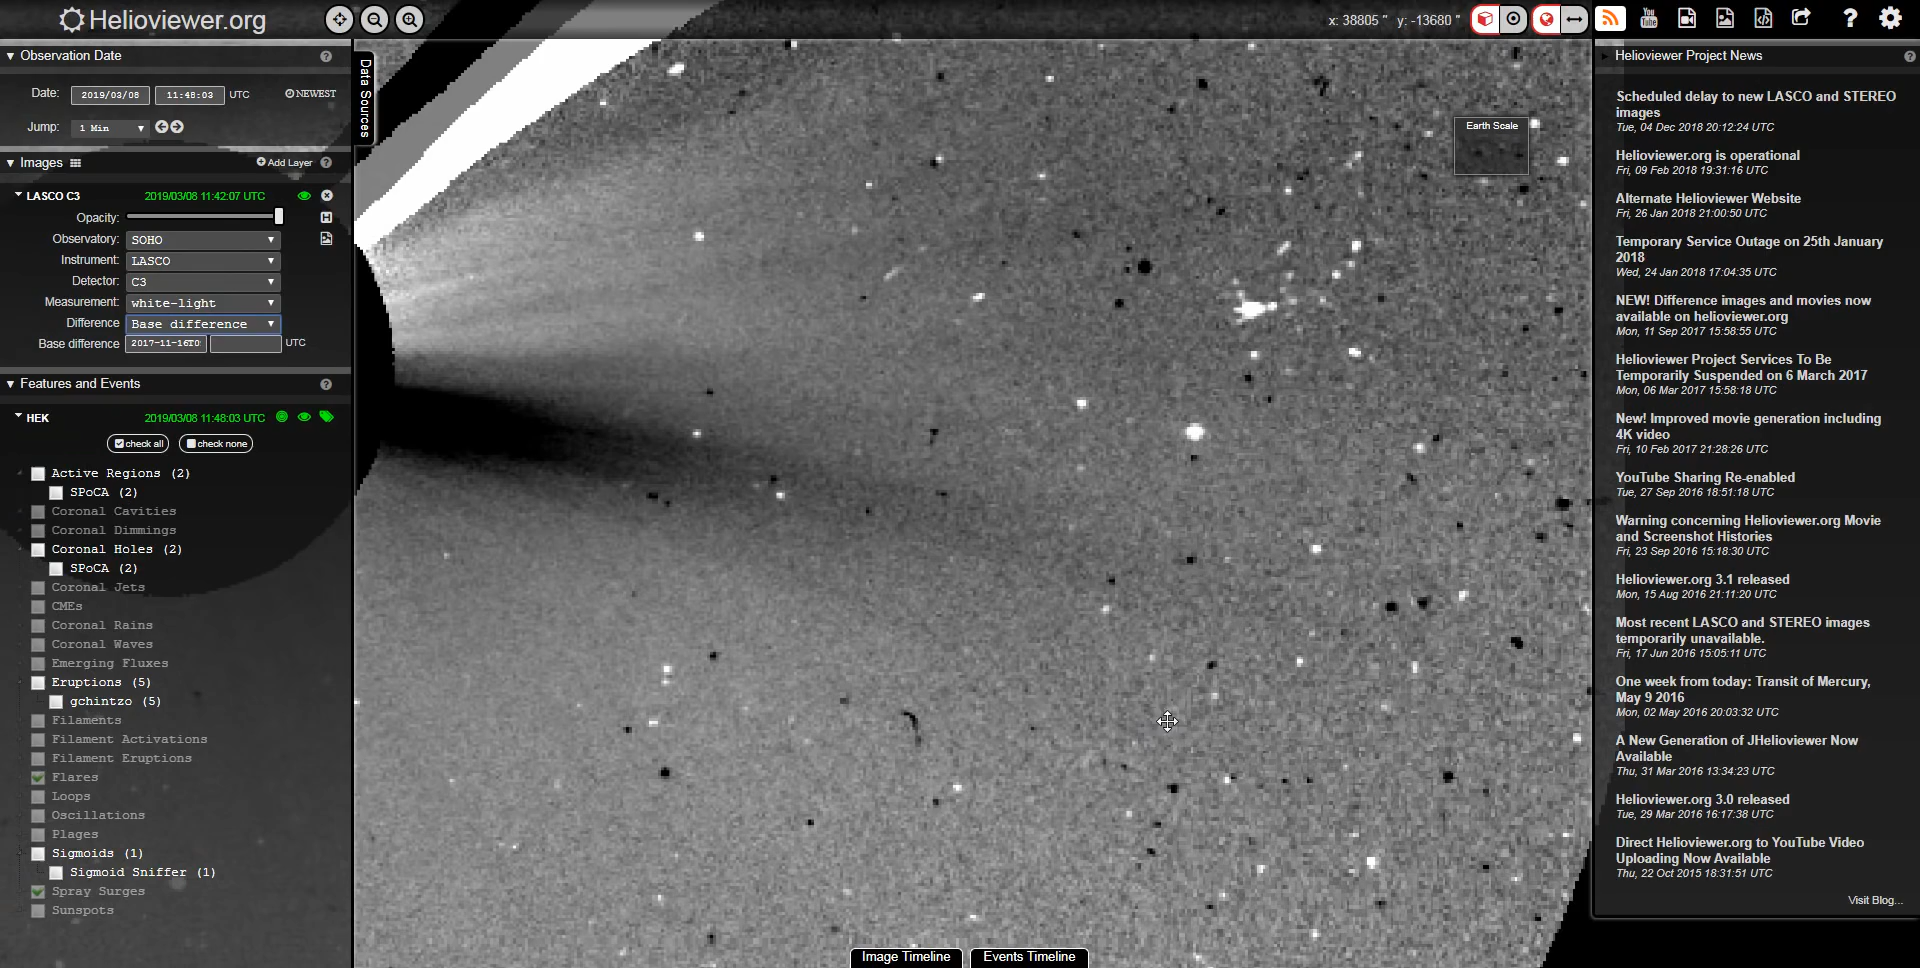 Helioviewer.org
x: 38805 " y: -13680 "
Observation Date
Date: 2019/03/08 11:48:03 UTC NEWEST
Jump: 1 Min
Images
Add Layer
LASCO C3 2019/03/08 11:42:07 UTC
Opacity:
Observatory: SOHO
Instrument: LASCO
Detector: C3
Measurement: white-light
Difference Base difference
Base difference 2017-11-16T0 UTC
Features and Events
HEK 2019/03/08 11:48:03 UTC
check all check none
Active Regions (2)
SPoCA (2)
Coronal Cavities
Coronal Dimmings
Coronal Holes (2)
SPoCA (2)
Coronal Jets
CMEs
Coronal Rains
Coronal Waves
Emerging Fluxes
Eruptions (5)
gchintzo (5)
Filaments
Filament Activations
Filament Eruptions
Flares
Loops
Oscillations
Plages
Sigmoids (1)
Sigmoid Sniffer (1)
Spray Surges
Sunspots
Data Sources
Earth Scale
Image Timeline
Events Timeline
You
Tube
Helioviewer Project News
Scheduled delay to new LASCO and STEREO
images
Tue, 04 Dec 2018 20:12:24 UTC
Helioviewer.org is operational
Fri, 09 Feb 2018 19:31:16 UTC
Alternate Helioviewer Website
Fri, 26 Jan 2018 21:00:50 UTC
Temporary Service Outage on 25th January
2018
Wed, 24 Jan 2018 17:04:35 UTC
NEW! Difference images and movies now
available on helioviewer.org
Mon, 11 Sep 2017 15:58:55 UTC
Helioviewer Project Services To Be
Temporarily Suspended on 6 March 2017
Mon, 06 Mar 2017 15:58:18 UTC
New! Improved movie generation including
4K video
Fri, 10 Feb 2017 21:28:26 UTC
YouTube Sharing Re-enabled
Tue, 27 Sep 2016 18:51:18 UTC
Warning concerning Helioviewer.org Movie
and Screenshot Histories
Fri, 23 Sep 2016 15:18:30 UTC
Helioviewer.org 3.1 released
Mon, 15 Aug 2016 21:11:20 UTC
Most recent LASCO and STEREO images
temporarily unavailable.
Fri, 17 Jun 2016 15:05:11 UTC
One week from today: Transit of Mercury,
May 9 2016
Mon, 02 May 2016 20:03:32 UTC
A New Generation of JHelioviewer Now
Available
Thu, 31 Mar 2016 13:34:23 UTC
Helioviewer.org 3.0 released
Tue, 29 Mar 2016 16:17:38 UTC
Direct Helioviewer.org to YouTube Video
Uploading Now Available
Thu, 22 Oct 2015 18:31:51 UTC
Visit Blog...